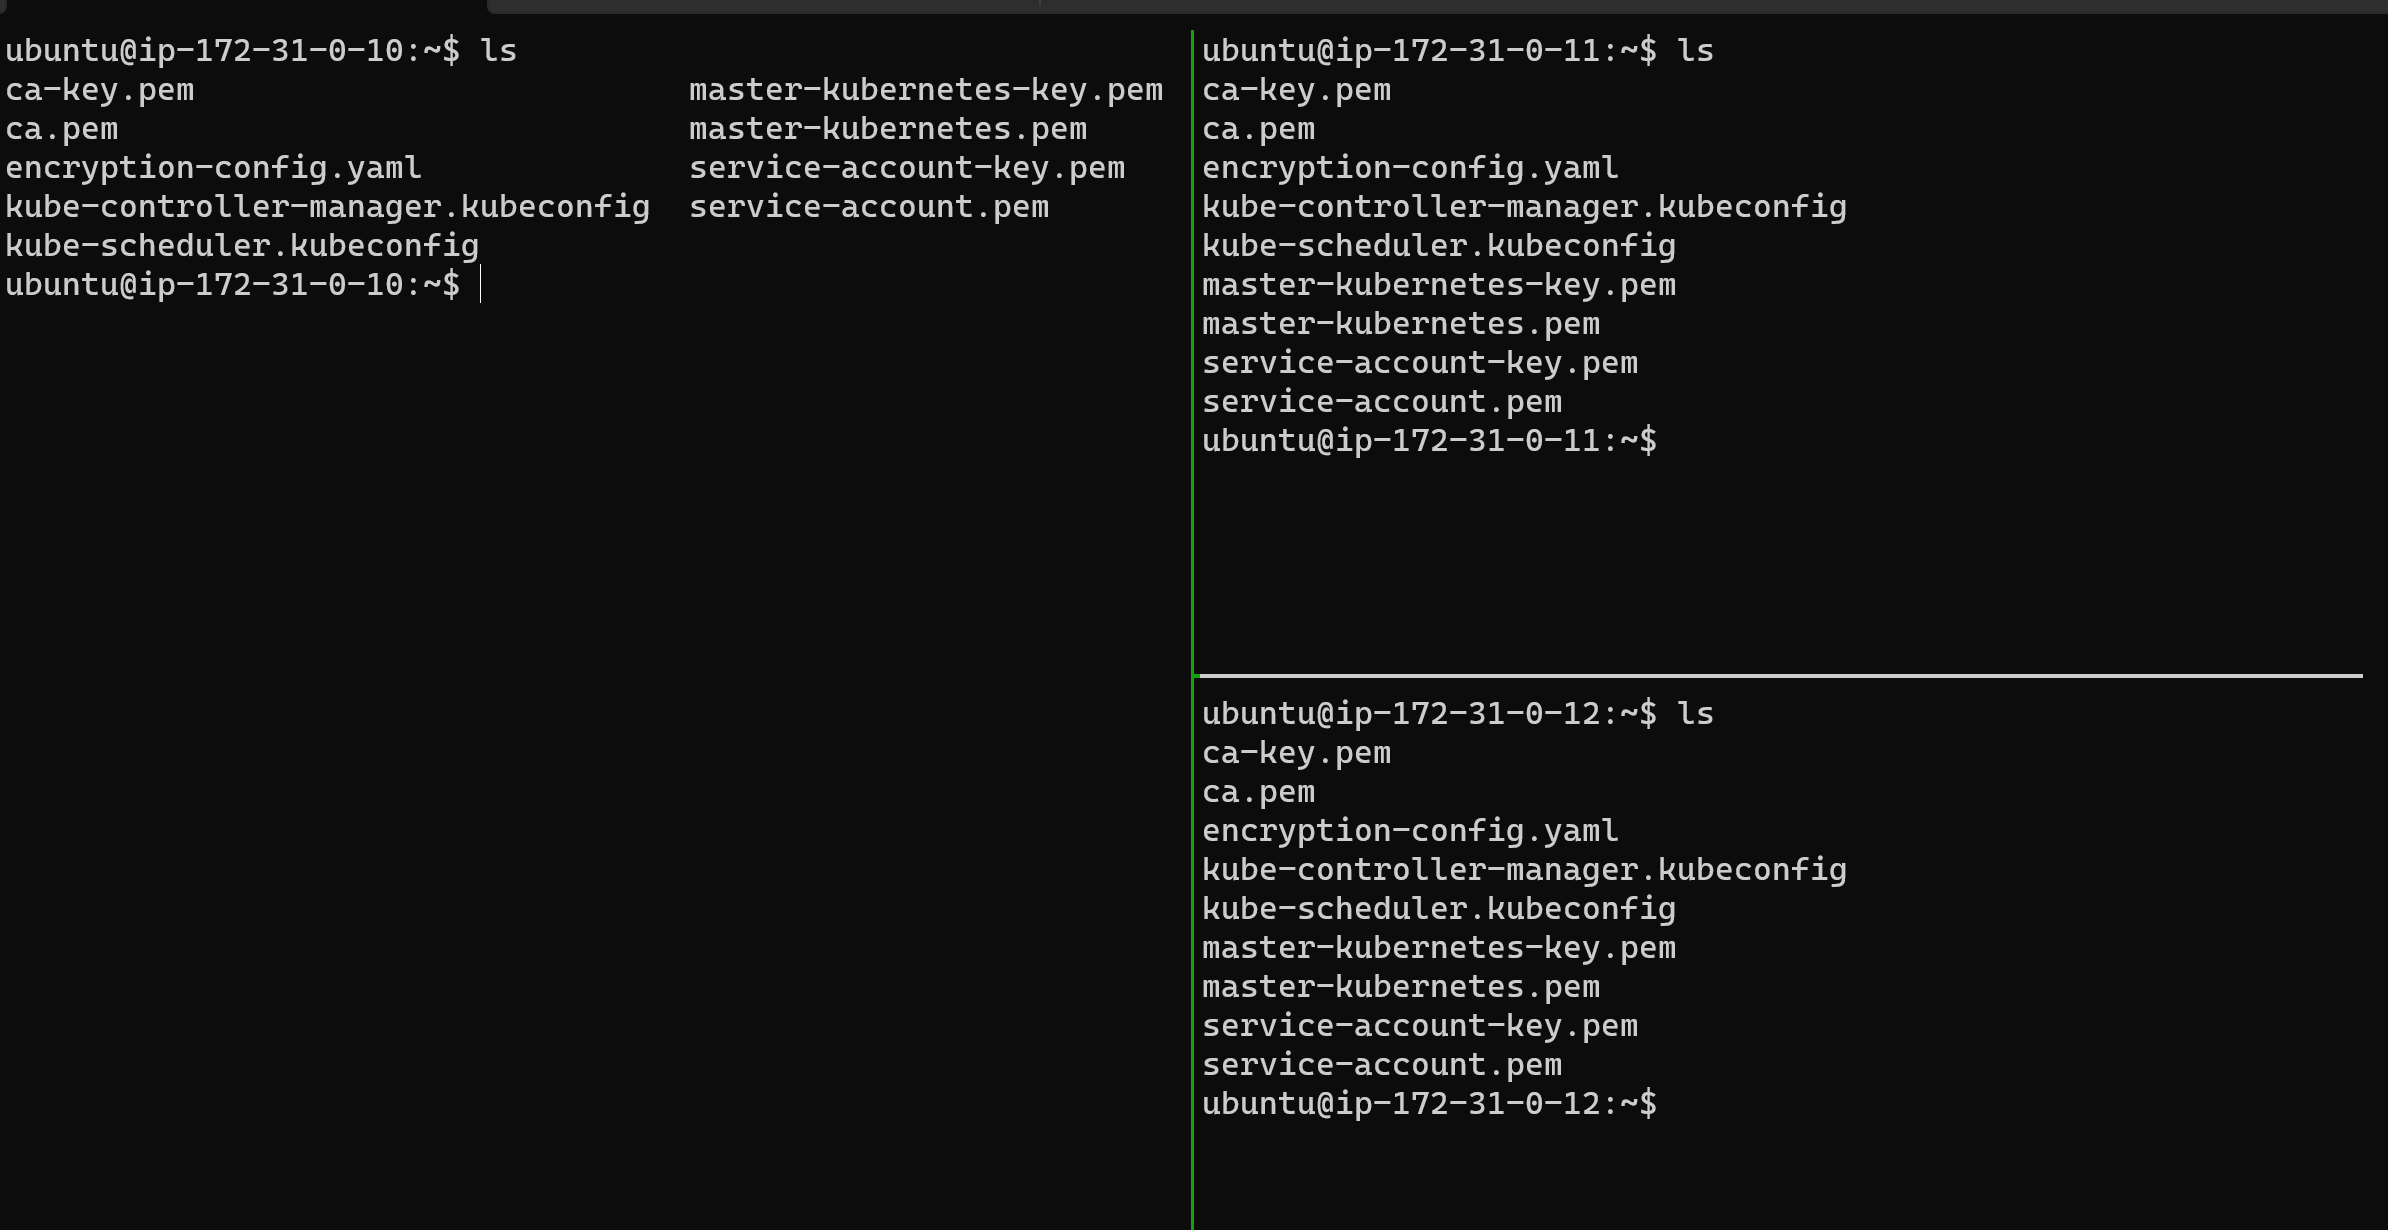 ubuntu@ip-172-31-0-10:~$ ls
ca-key.pem                          master-kubernetes-key.pem
ca.pem                              master-kubernetes.pem
encryption-config.yaml              service-account-key.pem
kube-controller-manager.kubeconfig  service-account.pem
kube-scheduler.kubeconfig
ubuntu@ip-172-31-0-10:~$
ubuntu@ip-172-31-0-11:~$ ls
ca-key.pem
ca.pem
encryption-config.yaml
kube-controller-manager.kubeconfig
kube-scheduler.kubeconfig
master-kubernetes-key.pem
master-kubernetes.pem
service-account-key.pem
service-account.pem
ubuntu@ip-172-31-0-11:~$
ubuntu@ip-172-31-0-12:~$ ls
ca-key.pem
ca.pem
encryption-config.yaml
kube-controller-manager.kubeconfig
kube-scheduler.kubeconfig
master-kubernetes-key.pem
master-kubernetes.pem
service-account-key.pem
service-account.pem
ubuntu@ip-172-31-0-12:~$